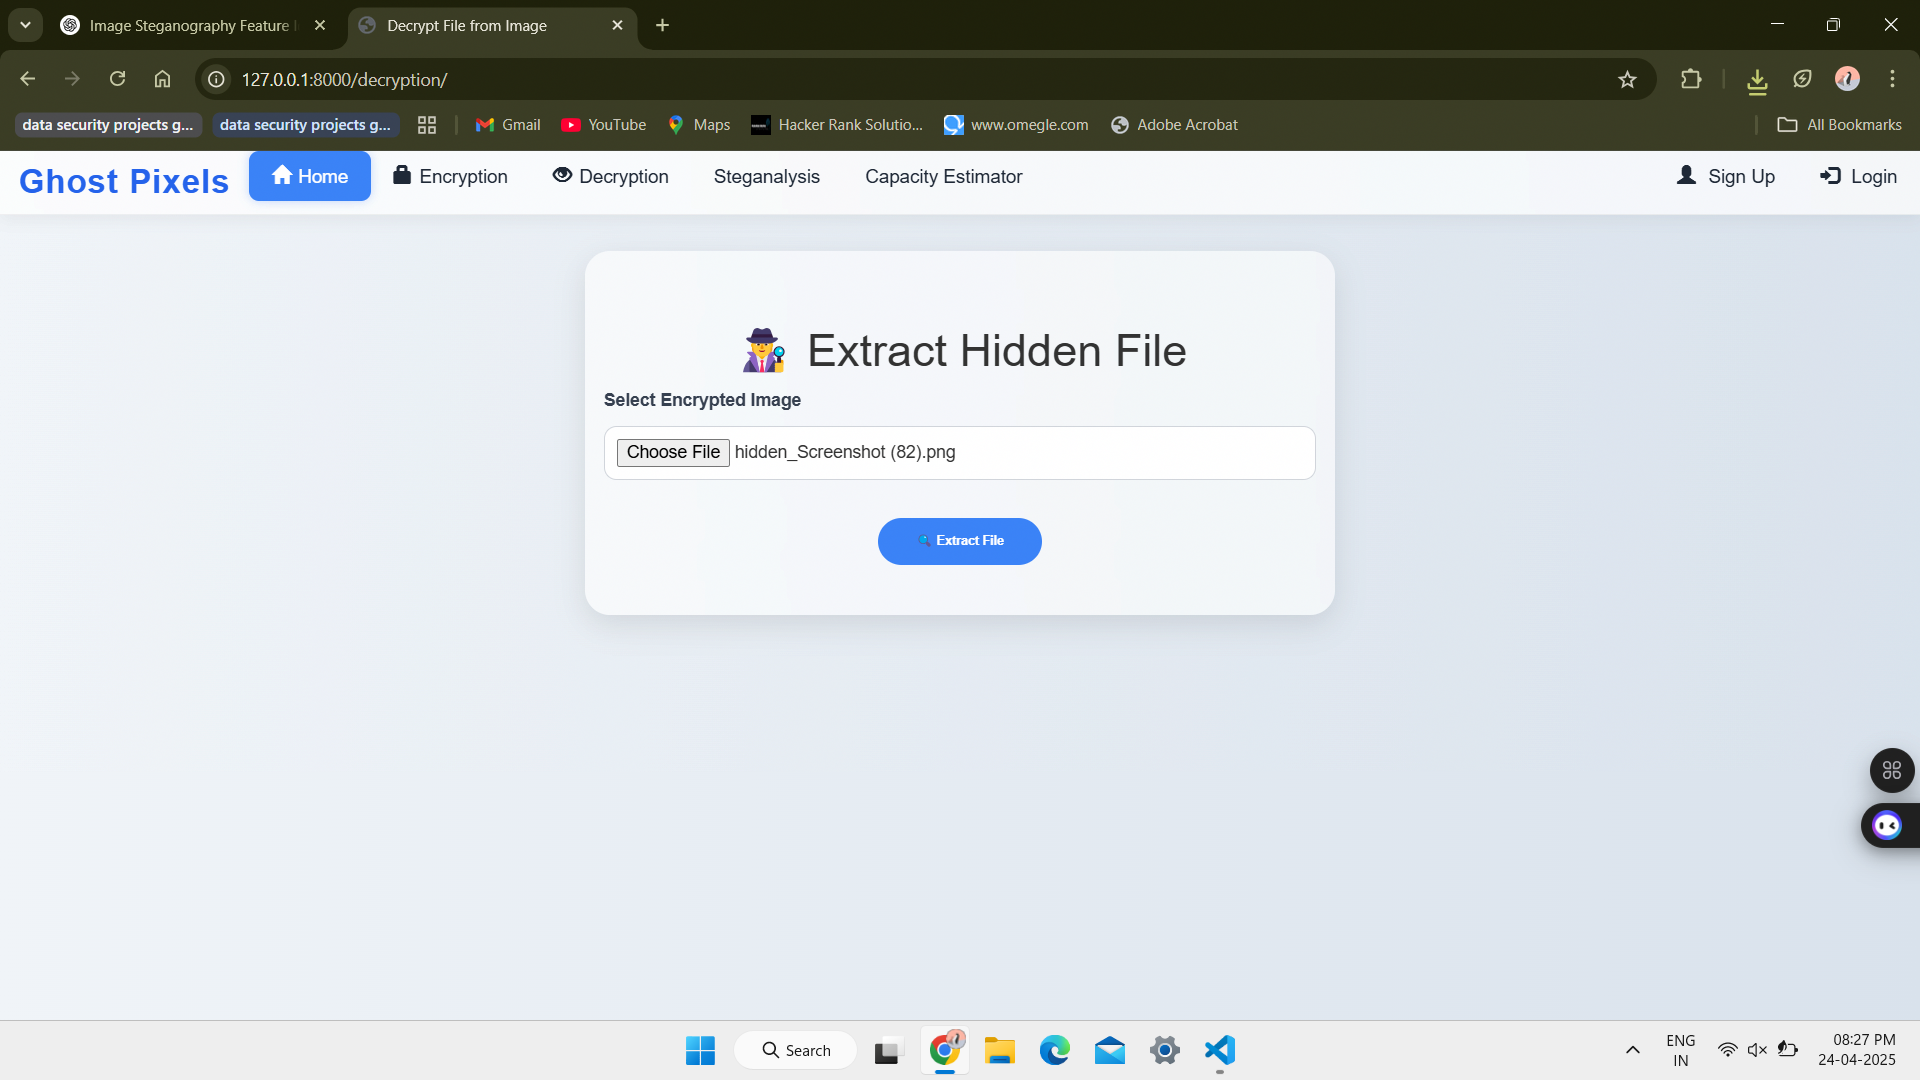 Image Steganography Feature
Decrypt File from Image
127.0.0.1:8000/decryption/
data security projects g...
data security projects g...
Gmail
YouTube
Maps
Hacker Rank Solutio...
www.omegle.com
Adobe Acrobat
All Bookmarks
Ghost Pixels
Home
Encryption
Decryption
Steganalysis
Capacity Estimator
Sign Up
Login
Extract Hidden File
Select Encrypted Image
Choose File hidden_Screenshot (82).png
Extract File
Search
ENG
IN
08:27 PM
24-04-2025